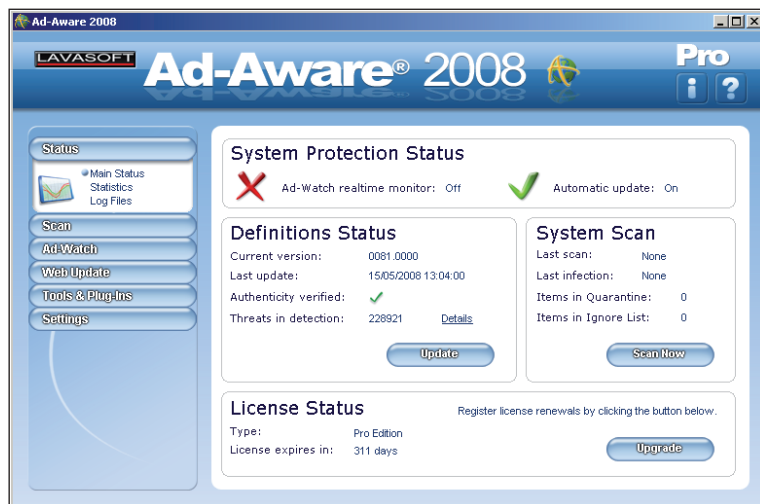 Ad-Aware 2008
LAVASOFT
Ad-Aware® 2008
Pro
i ?
Status
Main Status
Statistics
Log Files
Scan
Ad-Watch
Web Update
Tools & Plug-Ins
Settings
System Protection Status
Ad-Watch realtime monitor: Off
Automatic update: On
Definitions Status
Current version: 0081.0000
Last update: 15/05/2008 13:04:00
Authenticity verified:
Threats in detection: 228921 Details
Update
System Scan
Last scan: None
Last infection: None
Items in Quarantine: 0
Items in Ignore List: 0
Scan Now
License Status
Register license renewals by clicking the button below.
Type: Pro Edition
License expires in: 311 days
Upgrade